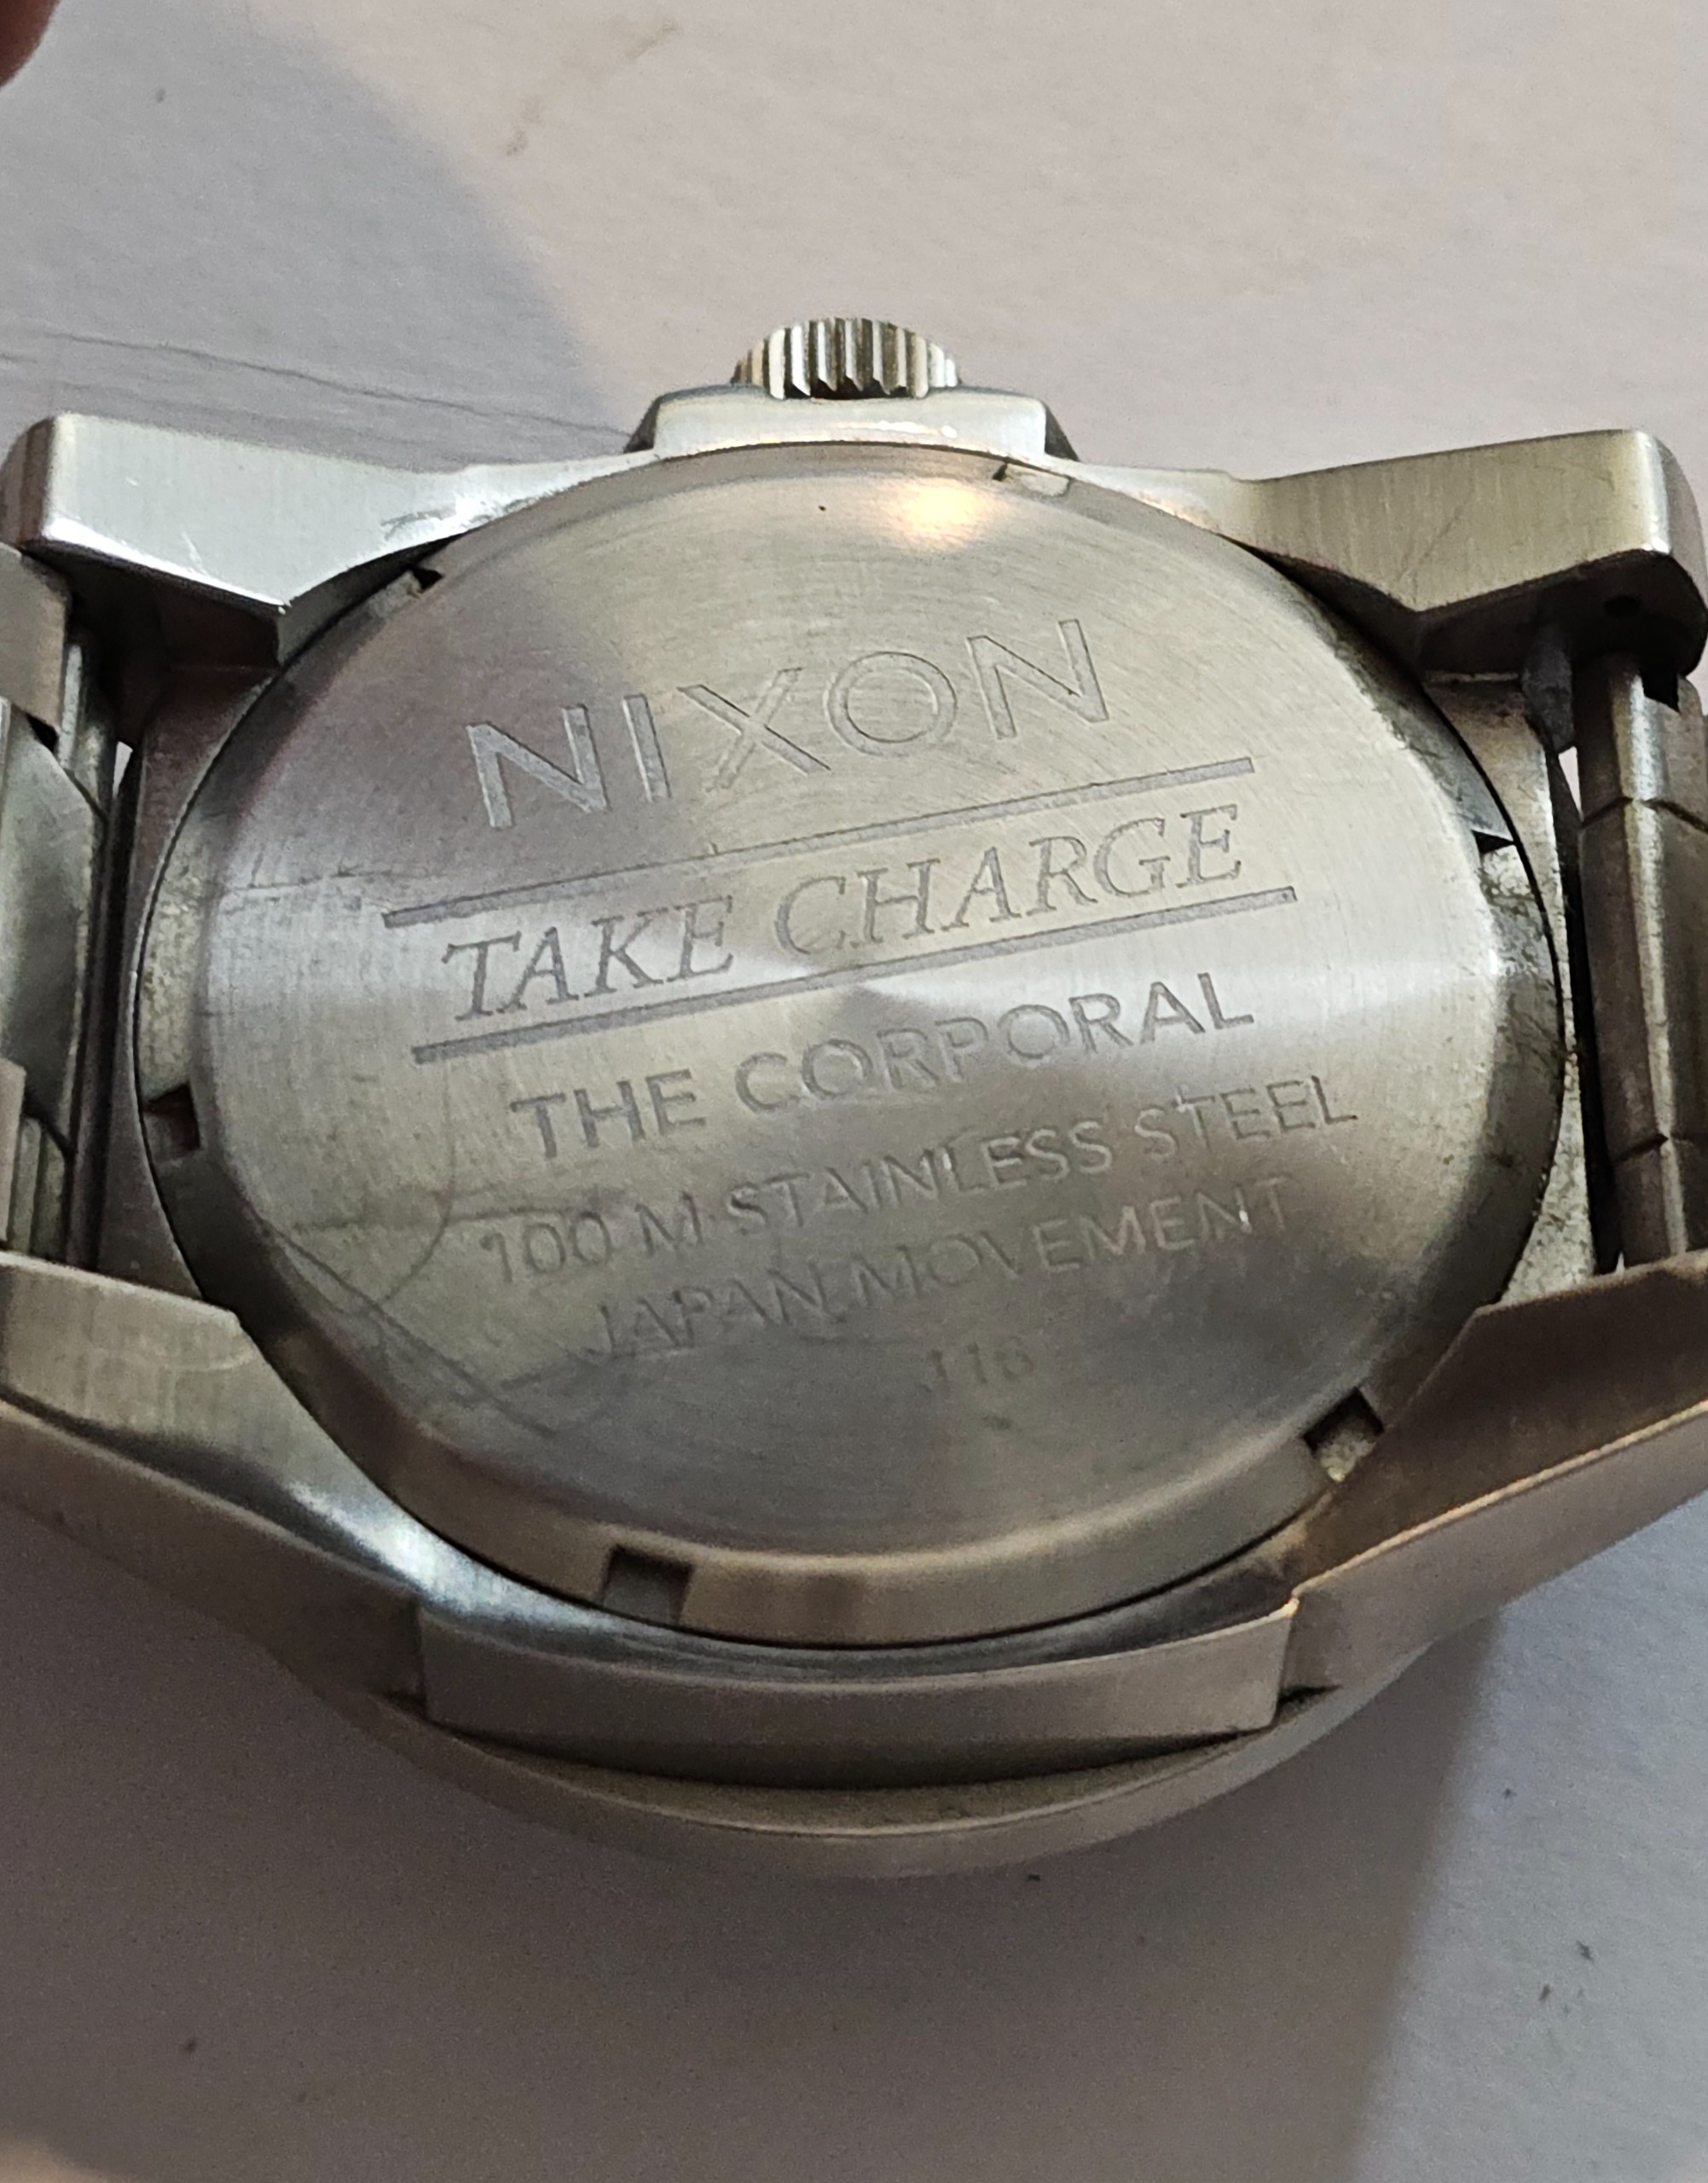 NIXON
TAKE CHARGE
THE CORPORAL
100 M STAINLESS STEEL
JAPAN MOVEMENT